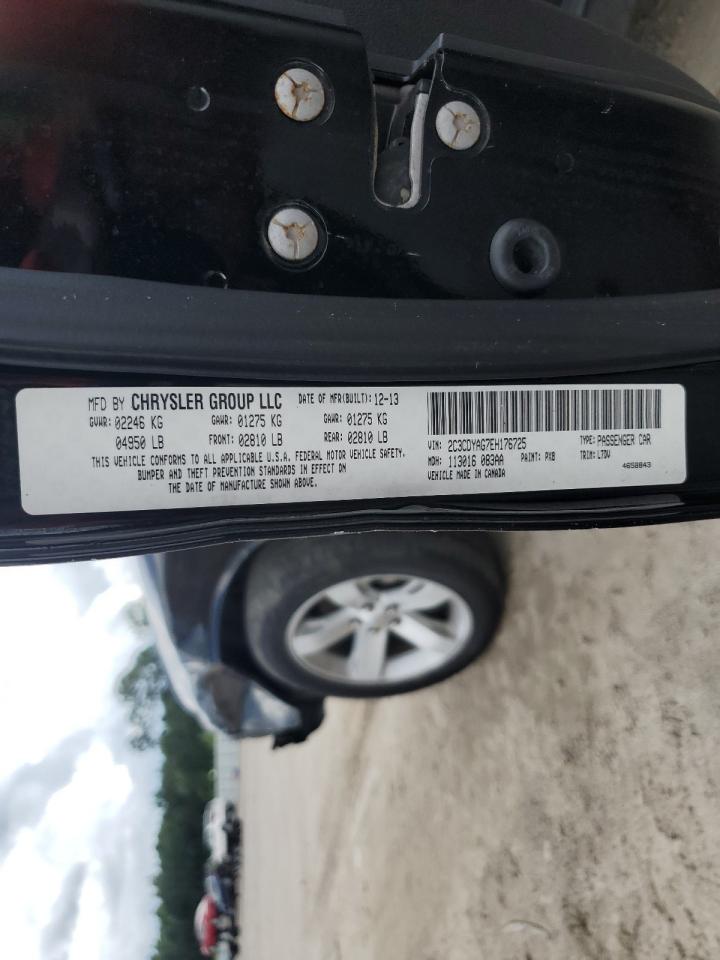 MFD BY CHRYSLER GROUP LLC DATE OF MFR(BUILT): 12-13
GVWR: 02246 KG GAWR: 01275 KG GAWR: 01275 KG
04950 LB FRONT: 02810 LB REAR: 02810 LB
THIS VEHICLE CONFORMS TO ALL APPLICABLE U.S.A. FEDERAL MOTOR VEHICLE SAFETY,
BUMPER AND THEFT PREVENTION STANDARDS IN EFFECT ON
THE DATE OF MANUFACTURE SHOWN ABOVE.
VIN: 2C3CDYAG7EH176725 TYPE: PASSENGER CAR
MDH: 113016 083AA PAINT: PX8 TRIM: LTDV
VEHICLE MADE IN CANADA 4658843